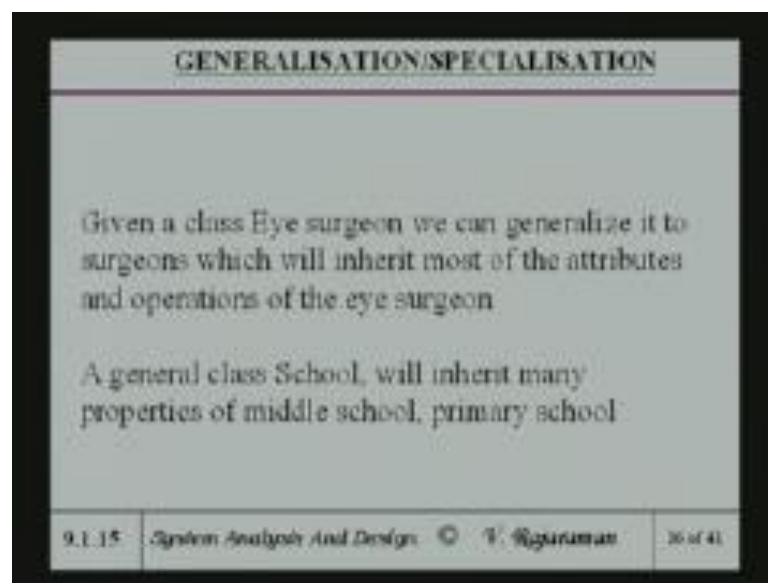 GENERALISATION/SPECIALISATION
Given a class Eye surgeon we can generalize it to
surgeons which will inherit most of the attributes
and operations of the eye surgeon
A general class School, will inherit many
properties of middle school, primary school
9.1.15 System Analysis And Design © V. Rajaraman 36 of 41